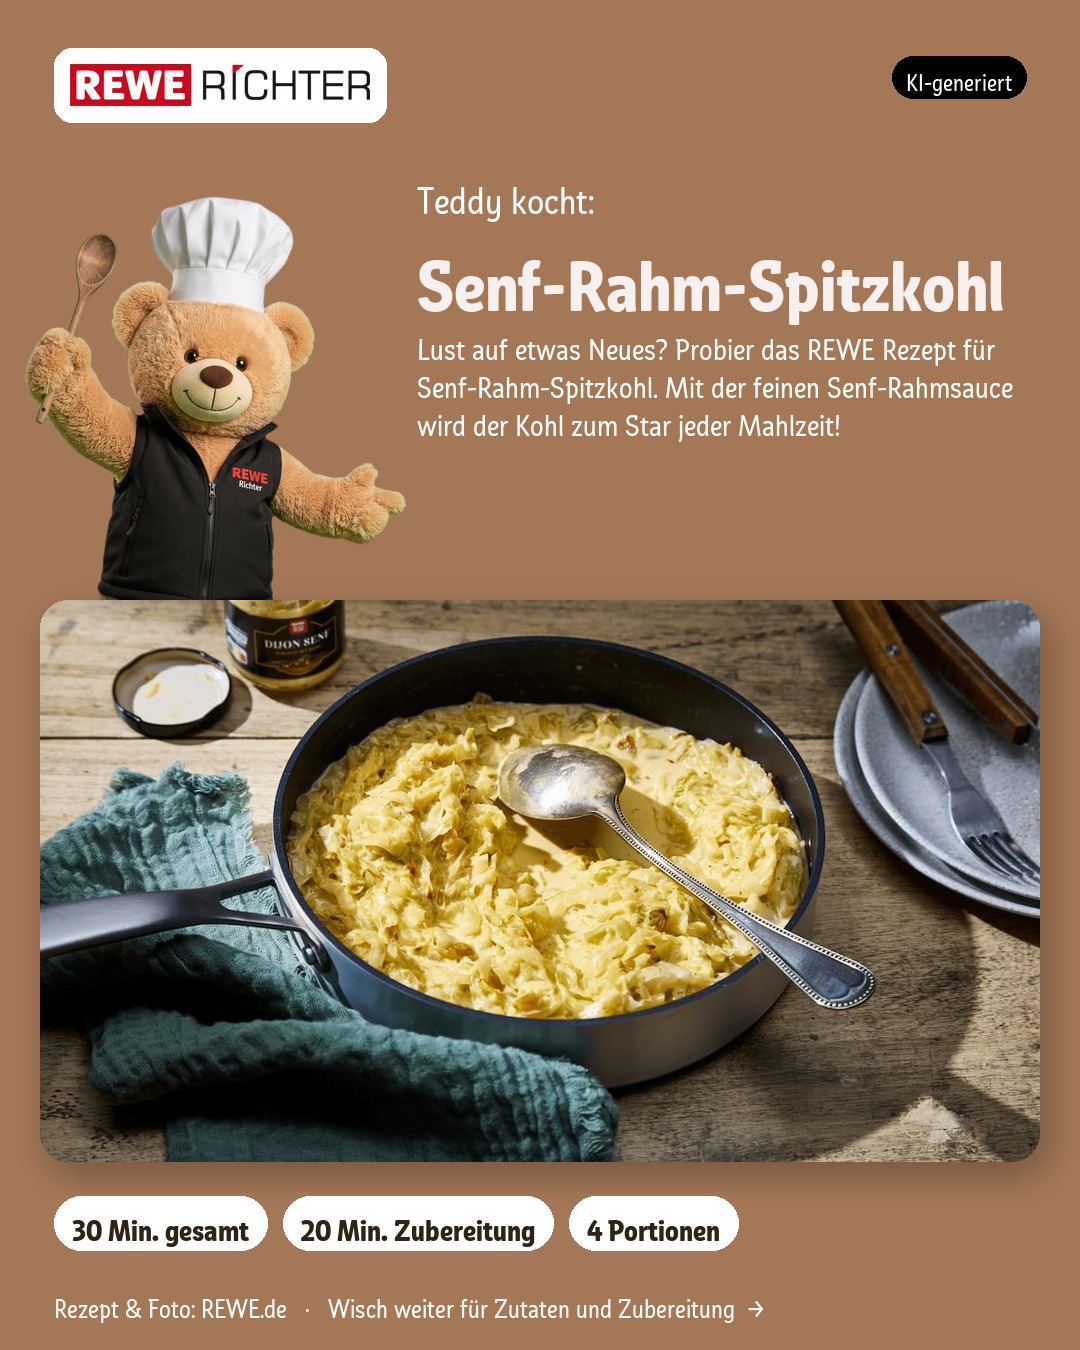 REWE RICHTER
KI-generiert
Teddy kocht:
Senf-Rahm-Spitzkohl
Lust auf etwas Neues? Probier das REWE Rezept für
Senf-Rahm-Spitzkohl. Mit der feinen Senf-Rahmsauce
wird der Kohl zum Star jeder Mahlzeit!
REWE
Richter
DIJON SENF
30 Min. gesamt
20 Min. Zubereitung
4 Portionen
Rezept & Foto: REWE.de · Wisch weiter für Zutaten und Zubereitung →